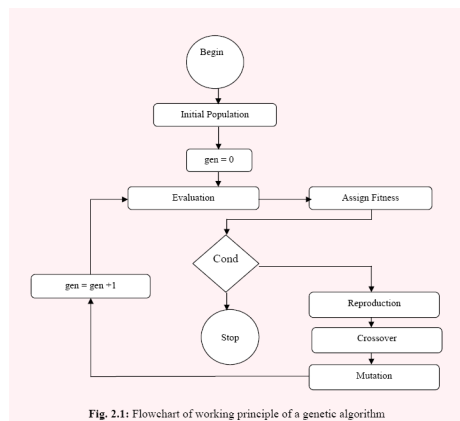 Begin
Initial Population
gen = 0
Evaluation
Assign Fitness
Cond
gen = gen +1
Reproduction
Stop
Crossover
Mutation
Fig. 2.1: Flowchart of working principle of a genetic algorithm